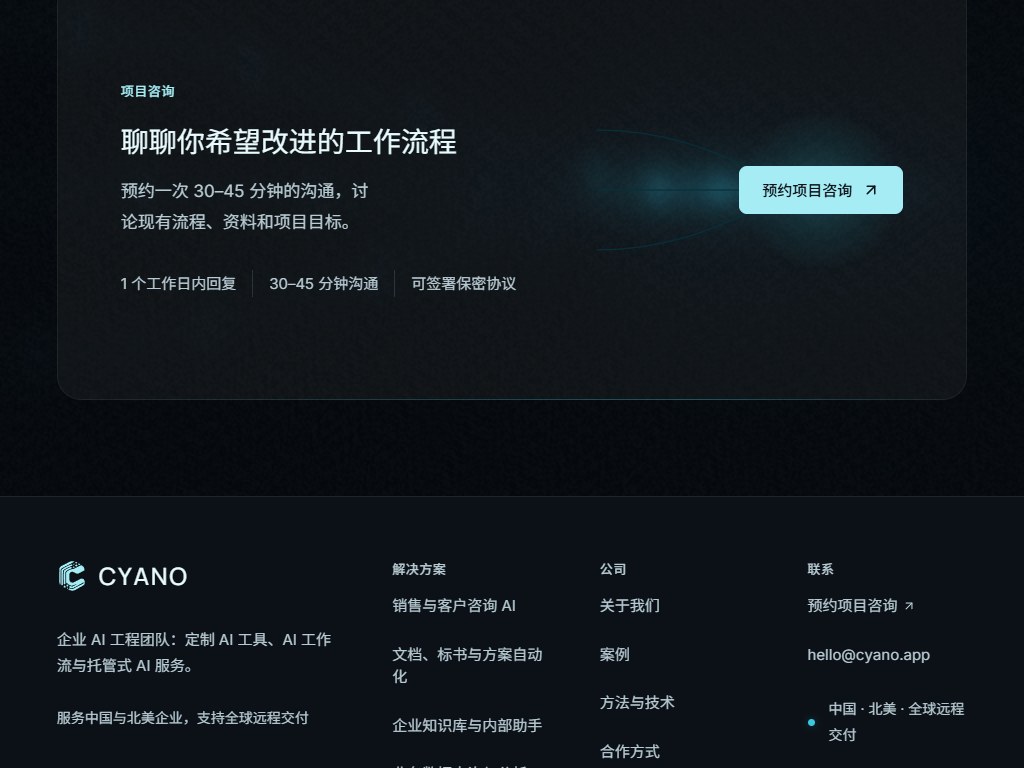 项目咨询
聊聊你希望改进的工作流程
预约一次 30–45 分钟的沟通，讨
论现有流程、资料和项目目标。
1 个工作日内回复
30–45 分钟沟通
可签署保密协议
预约项目咨询
CYANO
企业 AI 工程团队：定制 AI 工具、AI 工作
流与托管式 AI 服务。
服务中国与北美企业，支持全球远程交付
解决方案
销售与客户咨询 AI
文档、标书与方案自动
化
企业知识库与内部助手
公司
关于我们
案例
方法与技术
合作方式
联系
预约项目咨询
hello@cyano.app
中国 · 北美 · 全球远程
交付